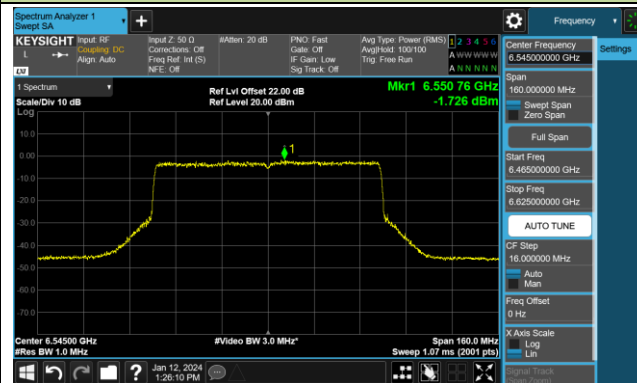 Spectrum Analyzer 1
Swept SA
Frequency
KEYSIGHT
Input: RF
Coupling: DC
Align: Auto
Input Z: 50 Ω
Corrections: Off
Freq Ref: Int (S)
NFE: Off
#Atten: 20 dB
PNO: Fast
Gate: Off
IF Gain: Low
Sig Track: Off
Avg Type: Power (RMS)
Avg|Hold: 100/100
Trig: Free Run
1 2 3 4 5 6
A W W W W W
A N N N N N
L
LXI
1 Spectrum
Scale/Div 10 dB
Log
Ref Lvl Offset 22.00 dB
Ref Level 20.00 dBm
Mkr1 6.550 76 GHz
-1.726 dBm
1
10.0
0.00
-10.0
-20.0
-30.0
-40.0
-50.0
-60.0
-70.0
Center 6.54500 GHz
#Res BW 1.0 MHz
#Video BW 3.0 MHz*
Span 160.0 MHz
Sweep 1.07 ms (2001 pts)
Jan 12, 2024
1:26:10 PM
Center Frequency
6.545000000 GHz
Settings
Span
160.000000 MHz
Swept Span
Zero Span
Full Span
Start Freq
6.465000000 GHz
Stop Freq
6.625000000 GHz
AUTO TUNE
CF Step
16.000000 MHz
Auto
Man
Freq Offset
0 Hz
X Axis Scale
Log
Lin
Signal Track
(Span Zoom)